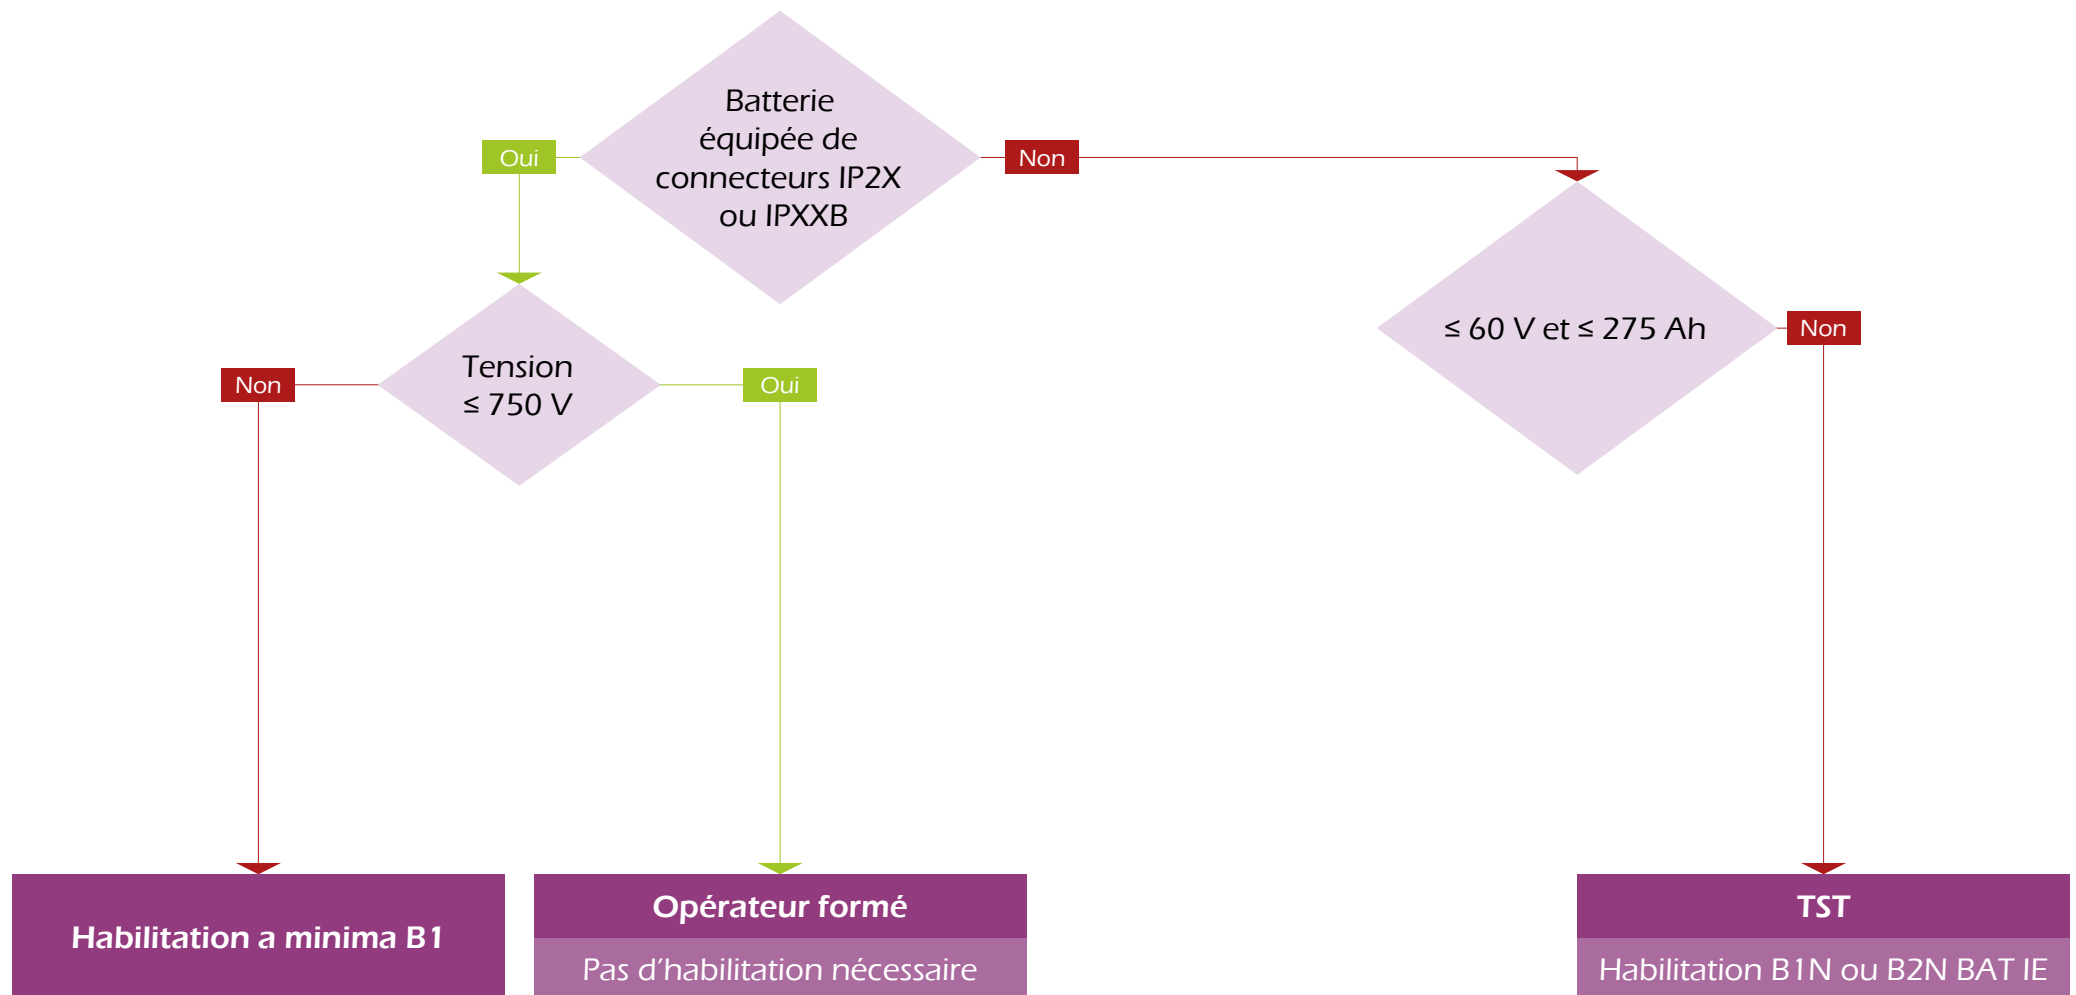 Batterie
équipée de
connecteurs IP2X
ou IPXXB
Oui
Non
≤ 60 V et ≤ 275 Ah
Non
Tension
≤ 750 V
Non
Oui
Habilitation a minima B1
Opérateur formé
Pas d’habilitation nécessaire
TST
Habilitation B1N ou B2N BAT IE